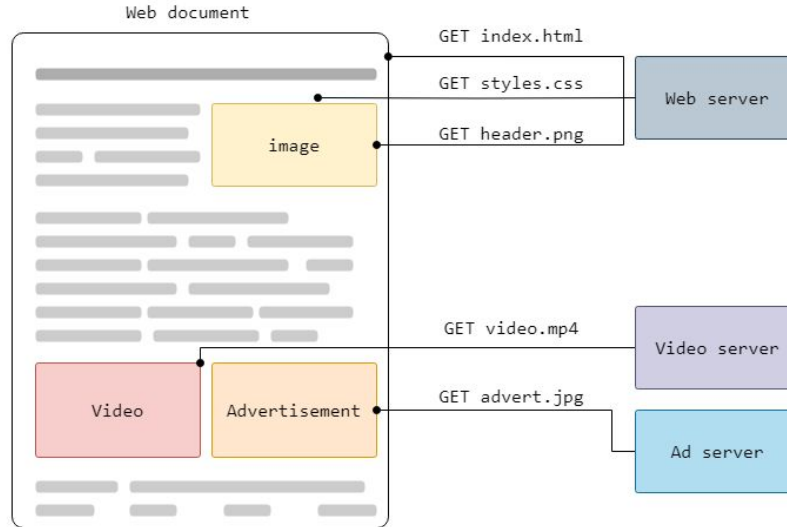 Web document
GET index.html
GET styles.css
Web server
GET header.png
image
GET video.mp4
Video server
Video
Advertisement
GET advert.jpg
Ad server